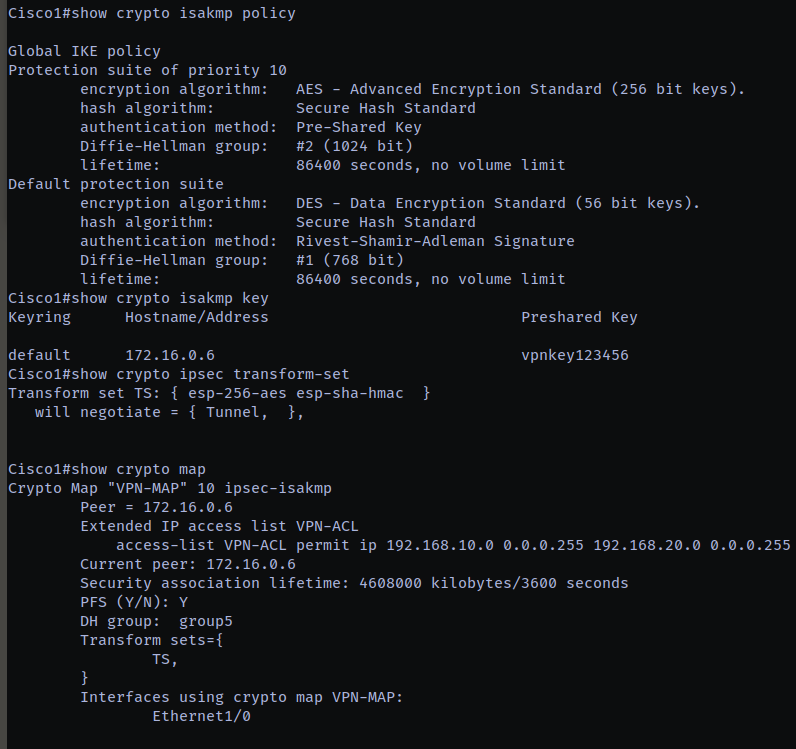 Cisco1#show crypto isakmp policy

Global IKE policy
Protection suite of priority 10
        encryption algorithm:   AES - Advanced Encryption Standard (256 bit keys).
        hash algorithm:         Secure Hash Standard
        authentication method:  Pre-Shared Key
        Diffie-Hellman group:   #2 (1024 bit)
        lifetime:               86400 seconds, no volume limit
Default protection suite
        encryption algorithm:   DES - Data Encryption Standard (56 bit keys).
        hash algorithm:         Secure Hash Standard
        authentication method:  Rivest-Shamir-Adleman Signature
        Diffie-Hellman group:   #1 (768 bit)
        lifetime:               86400 seconds, no volume limit
Cisco1#show crypto isakmp key
Keyring      Hostname/Address                            Preshared Key

default      172.16.0.6                                  vpnkey123456
Cisco1#show crypto ipsec transform-set
Transform set TS: { esp-256-aes esp-sha-hmac  }
   will negotiate = { Tunnel,  },


Cisco1#show crypto map
Crypto Map "VPN-MAP" 10 ipsec-isakmp
        Peer = 172.16.0.6
        Extended IP access list VPN-ACL
            access-list VPN-ACL permit ip 192.168.10.0 0.0.0.255 192.168.20.0 0.0.0.255
        Current peer: 172.16.0.6
        Security association lifetime: 4608000 kilobytes/3600 seconds
        PFS (Y/N): Y
        DH group:  group5
        Transform sets={
                TS,
        }
        Interfaces using crypto map VPN-MAP:
                Ethernet1/0